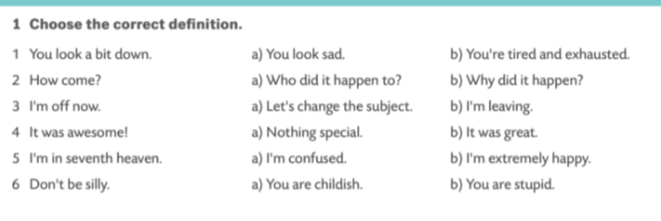 1 Choose the correct definition.
1 You look a bit down. a) You look sad. b) You're tired and exhausted.
2 How come? a) Who did it happen to? b) Why did it happen?
3 I'm off now. a) Let's change the subject. b) I'm leaving.
4 It was awesome! a) Nothing special. b) It was great.
5 I'm in seventh heaven. a) I'm confused. b) I'm extremely happy.
6 Don't be silly. a) You are childish. b) You are stupid.